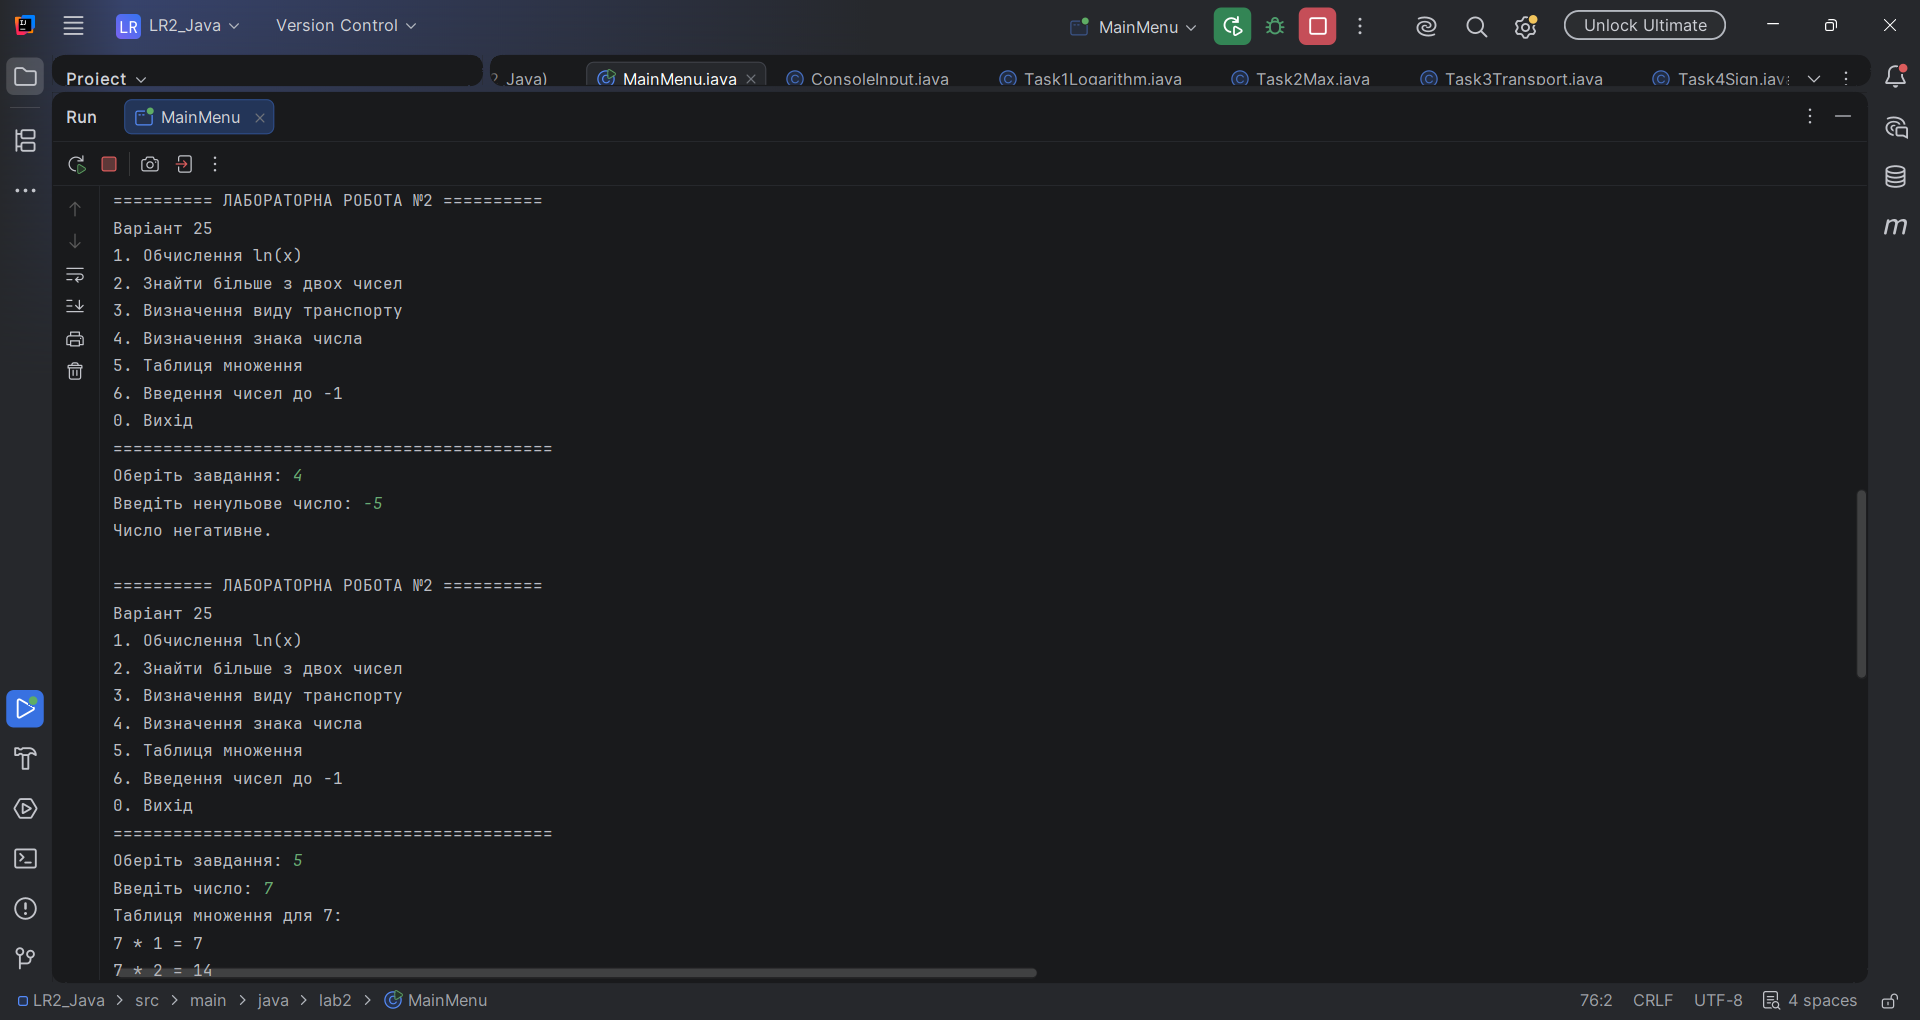 LR LR2_Java Version Control MainMenu Unlock Ultimate
Project Java) MainMenu.java ConsoleInput.java Task1Logarithm.java Task2Max.java Task3Transport.java Task4Sign.java
Run MainMenu
========== ЛАБОРАТОРНА РОБОТА №2 ==========
Варіант 25
1. Обчислення ln(x)
2. Знайти більше з двох чисел
3. Визначення виду транспорту
4. Визначення знака числа
5. Таблиця множення
6. Введення чисел до -1
0. Вихід
============================================
Оберіть завдання: 4
Введіть ненульове число: -5
Число негативне.
========== ЛАБОРАТОРНА РОБОТА №2 ==========
Варіант 25
1. Обчислення ln(x)
2. Знайти більше з двох чисел
3. Визначення виду транспорту
4. Визначення знака числа
5. Таблиця множення
6. Введення чисел до -1
0. Вихід
============================================
Оберіть завдання: 5
Введіть число: 7
Таблиця множення для 7:
7 * 1 = 7
7 * 2 = 14
LR2_Java > src > main > java > lab2 > MainMenu 76:2 CRLF UTF-8 4 spaces